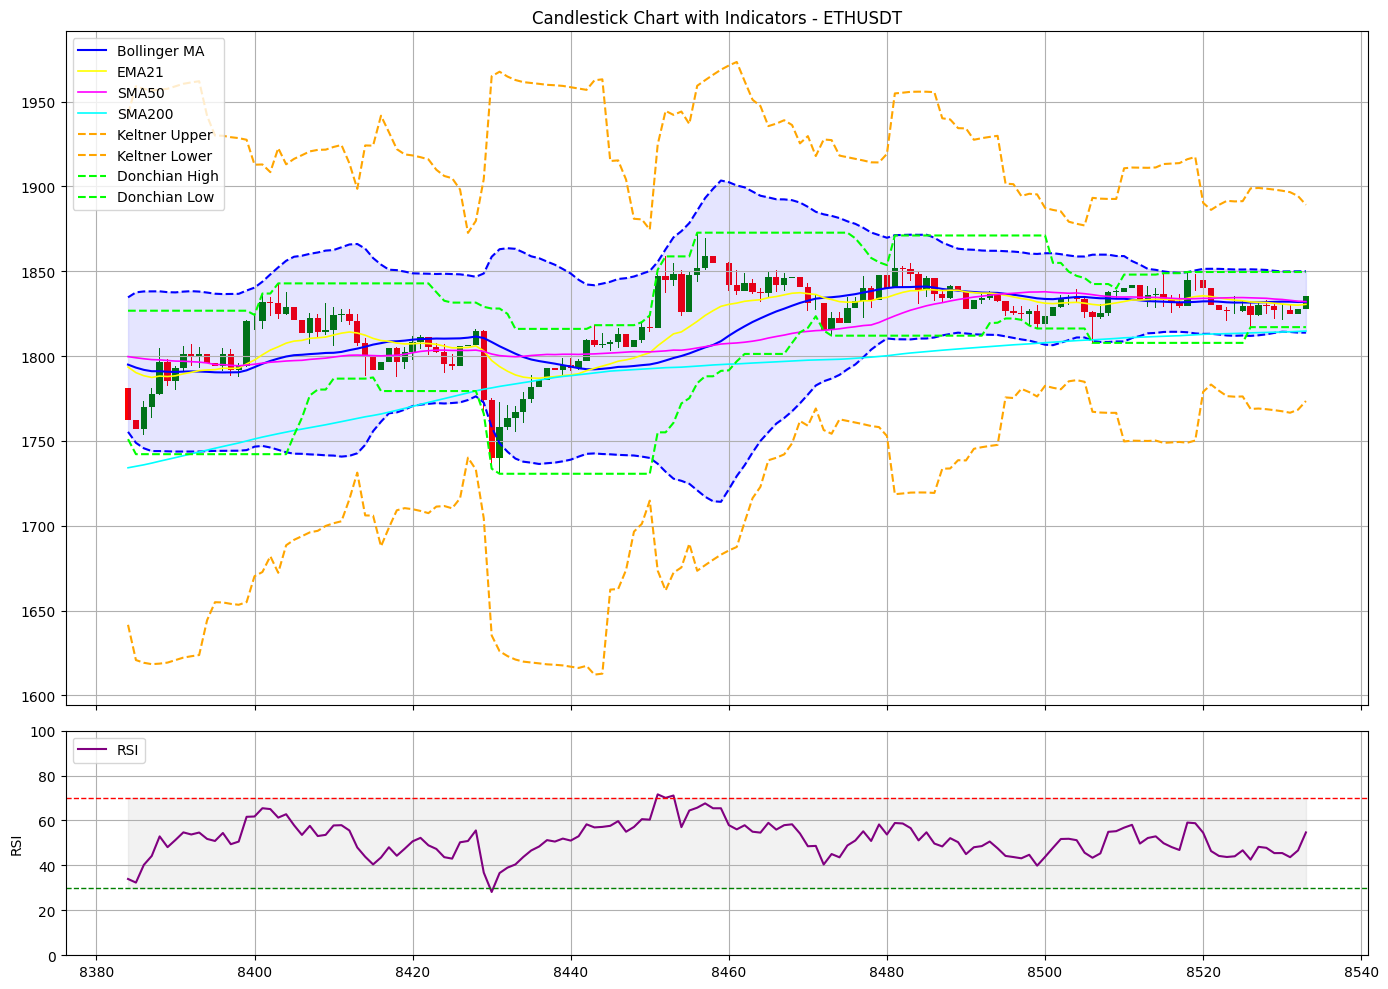 Candlestick Chart with Indicators - ETHUSDT
Bollinger MA
EMA21
SMA50
SMA200
Keltner Upper
Keltner Lower
Donchian High
Donchian Low
1950
1900
1850
1800
1750
1700
1650
1600
RSI
RSI
100
80
60
40
20
0
8380 8400 8420 8440 8460 8480 8500 8520 8540